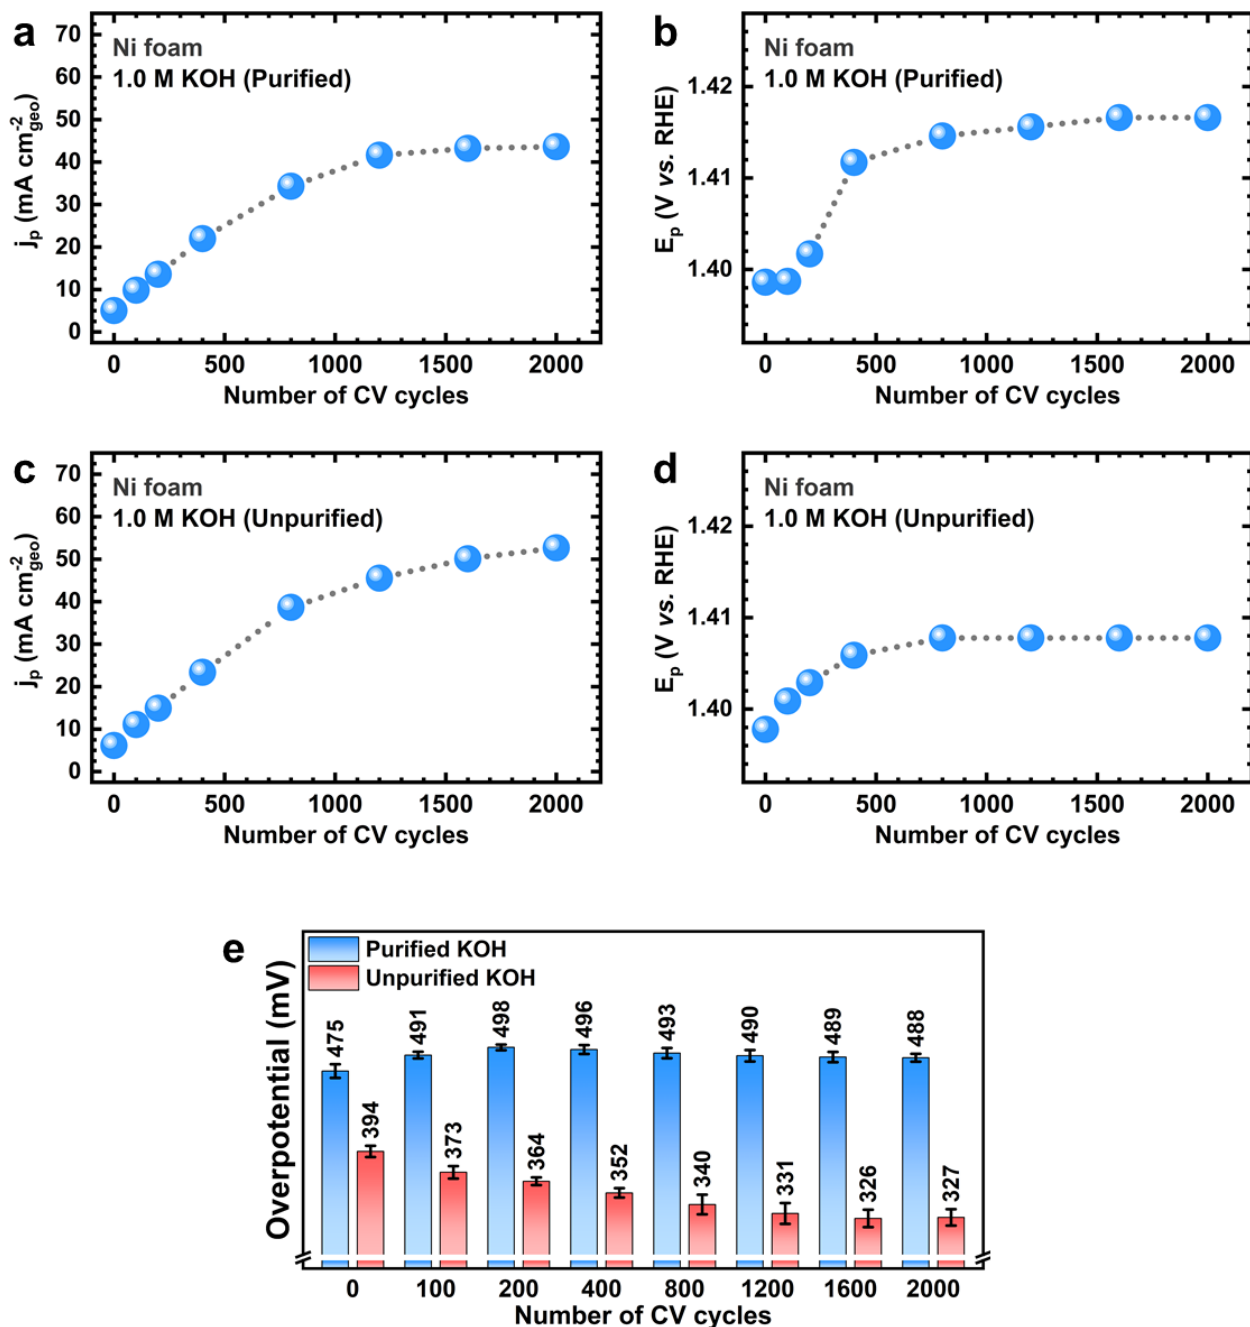 a
Ni foam
1.0 M KOH (Purified)
70
60
50
40
30
20
10
0
j_p (mA cm⁻²_geo)
0 500 1000 1500 2000
Number of CV cycles
b
Ni foam
1.0 M KOH (Purified)
1.42
1.41
1.40
E_p (V vs. RHE)
0 500 1000 1500 2000
Number of CV cycles
c
Ni foam
1.0 M KOH (Unpurified)
70
60
50
40
30
20
10
0
j_p (mA cm⁻²_geo)
0 500 1000 1500 2000
Number of CV cycles
d
Ni foam
1.0 M KOH (Unpurified)
1.42
1.41
1.40
E_p (V vs. RHE)
0 500 1000 1500 2000
Number of CV cycles
e
Purified KOH
Unpurified KOH
Overpotential (mV)
475 394 491 373 498 364 496 352 493 340 490 331 489 326 488 327
0 100 200 400 800 1200 1600 2000
Number of CV cycles